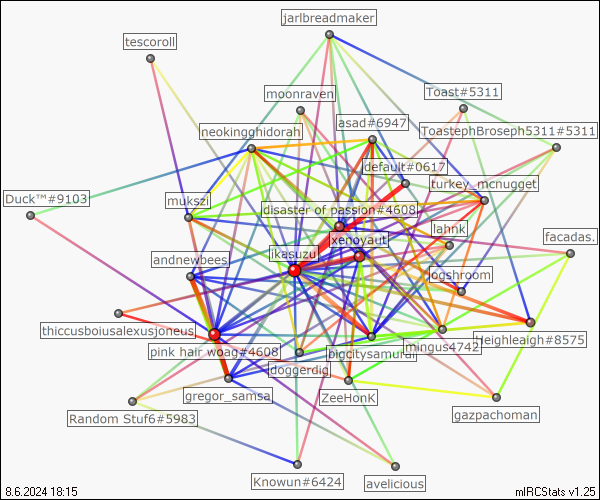 jarlbreadmaker
tescoroll
moonraven
Toast#5311
asad#6947
neokingghidorah
ToastephBroseph5311#5311
default#0617
turkey_mcnugget
Duck™#9103
mukszi
disaster of passion#4608
lahnk
facadas.
xenoyaut
ikasuzu
andnewbees
bgshroom
thiccusboiusalexusjoneus
Heighleaigh#8575
mingus4742
pink hair woag#4608
bigcitysamurai
doggerdig
gregor_samsa
ZeeHonK
gazpachoman
Random Stuf6#5983
Knowun#6424
avelicious
8.6.2024 18:15
mIRCStats v1.25